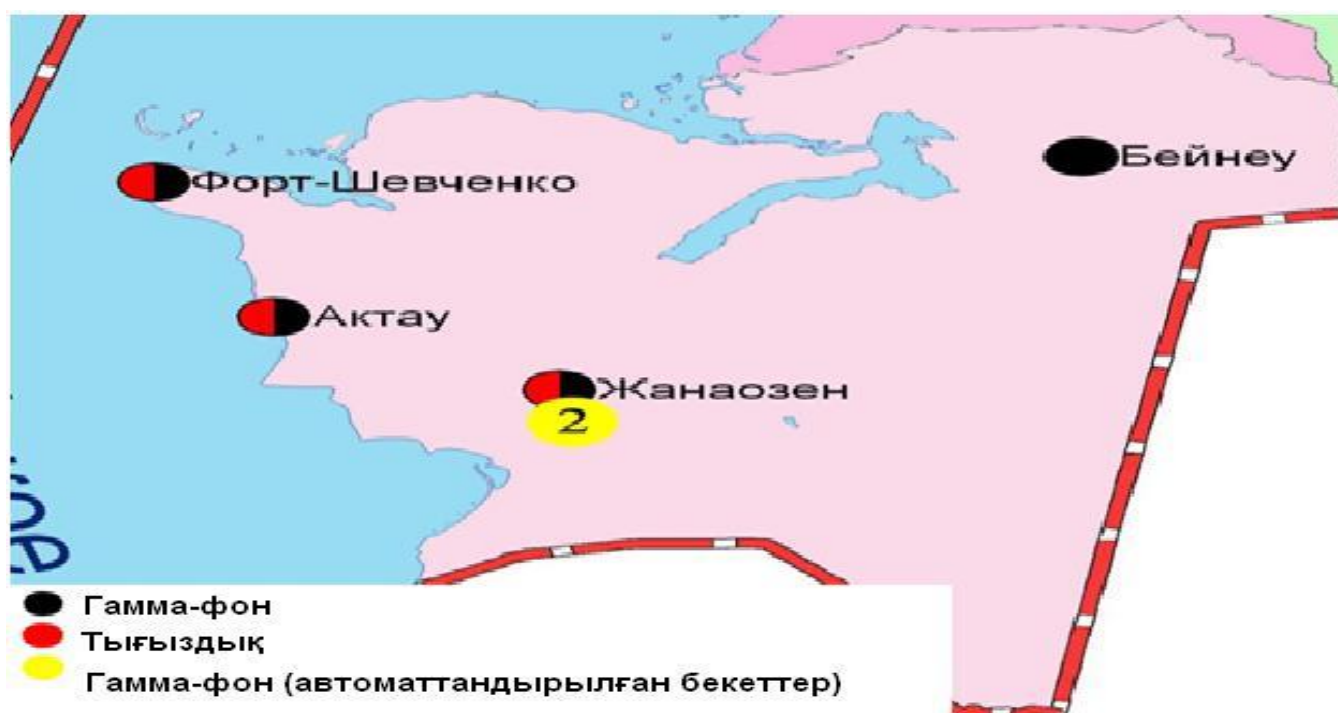 Бейнеу
Форт-Шевченко
Актау
Жанаозен
2
Гамма-фон
Тығыздық
Гамма-фон (автоматтандырылған бекеттер)